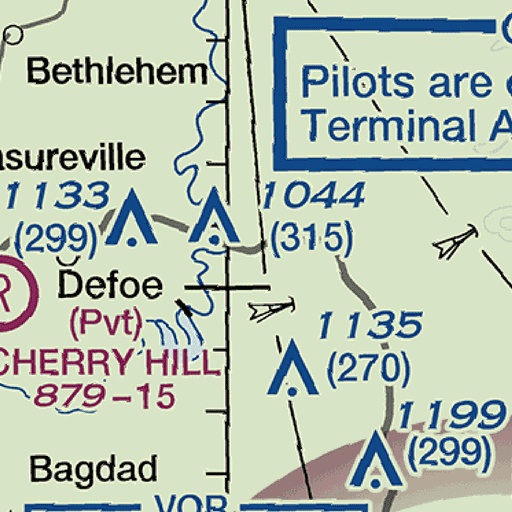 Bethlehem
Pilots are
Terminal A
asureville
1133
(299)
1044
(315)
R
Defoe
(Pvt)
CHERRY HILL
879-15
1135
(270)
1199
(299)
Bagdad
VOR